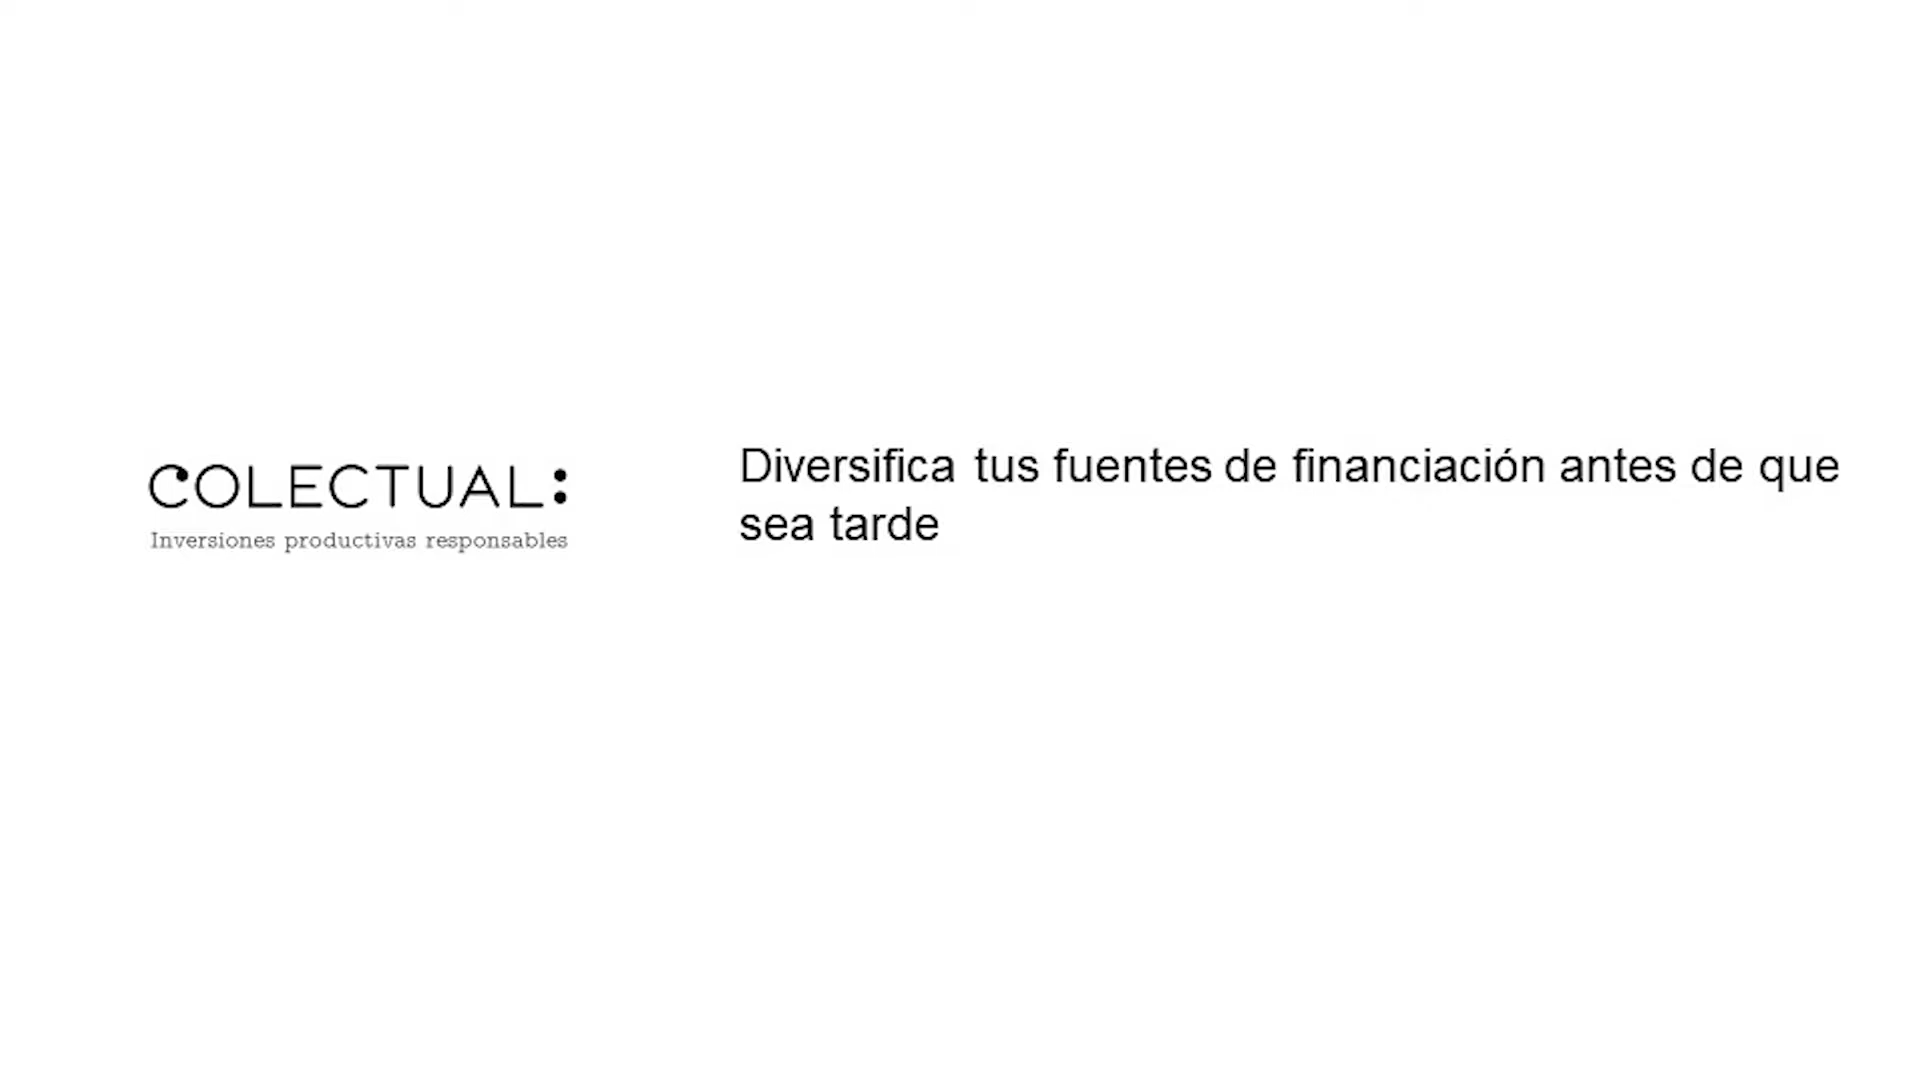 COLECTUAL:
Inversiones productivas responsables
Diversifica tus fuentes de financiación antes de que
sea tarde